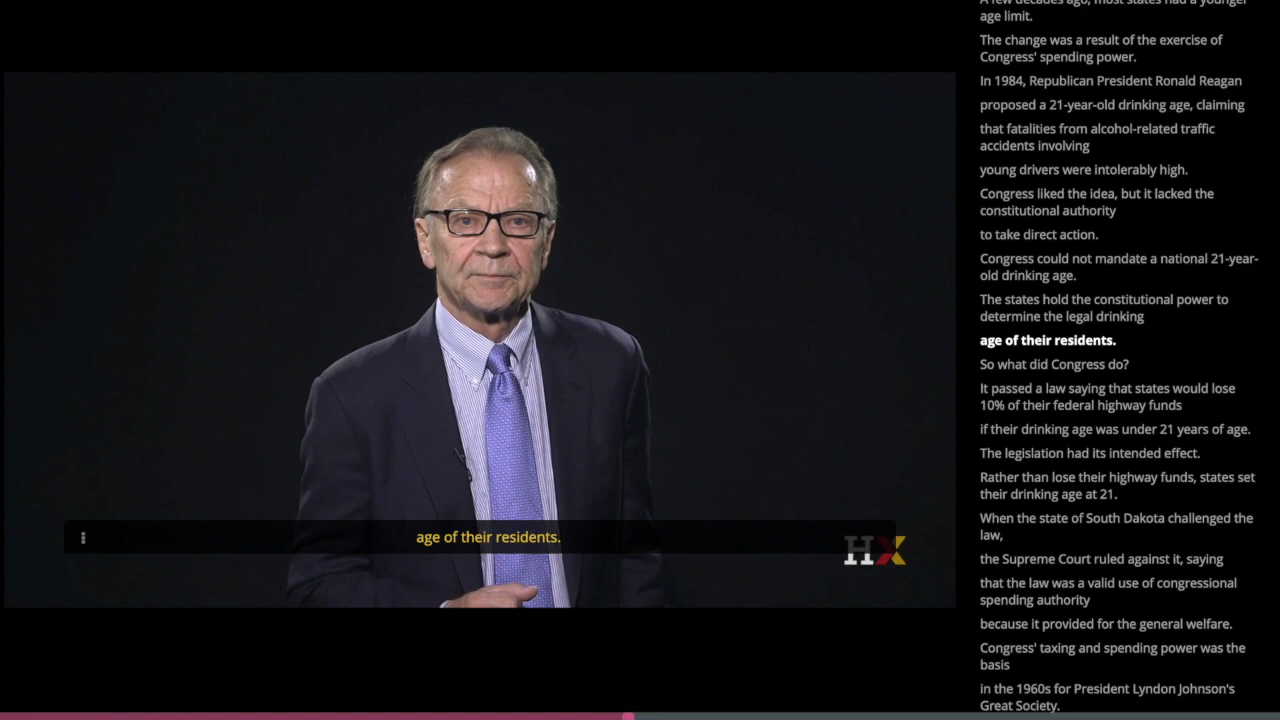 A few decades ago, most states had a younger
age limit.
The change was a result of the exercise of
Congress' spending power.
In 1984, Republican President Ronald Reagan
proposed a 21-year-old drinking age, claiming
that fatalities from alcohol-related traffic
accidents involving
young drivers were intolerably high.
Congress liked the idea, but it lacked the
constitutional authority
to take direct action.
Congress could not mandate a national 21-year-
old drinking age.
The states hold the constitutional power to
determine the legal drinking
age of their residents.
So what did Congress do?
It passed a law saying that states would lose
10% of their federal highway funds
if their drinking age was under 21 years of age.
The legislation had its intended effect.
Rather than lose their highway funds, states set
their drinking age at 21.
When the state of South Dakota challenged the
law,
the Supreme Court ruled against it, saying
that the law was a valid use of congressional
spending authority
because it provided for the general welfare.
Congress' taxing and spending power was the
basis
in the 1960s for President Lyndon Johnson's
Great Society.
age of their residents.
HX